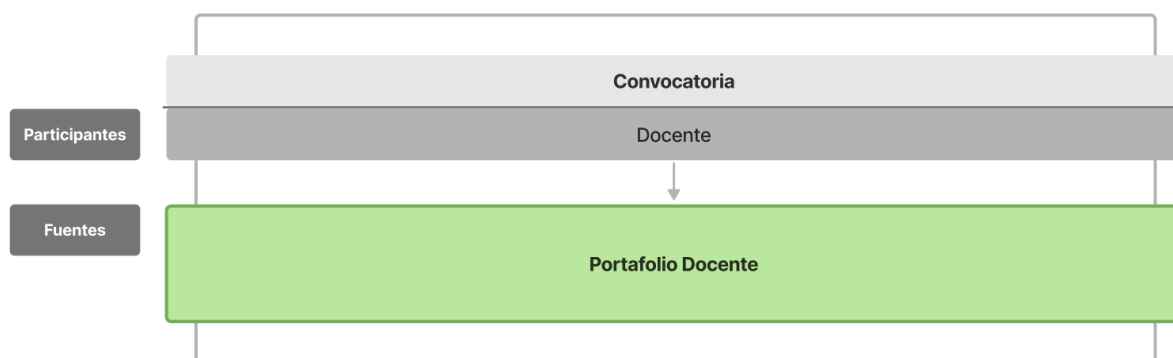 Convocatoria
Participantes
Docente
Fuentes
Portafolio Docente